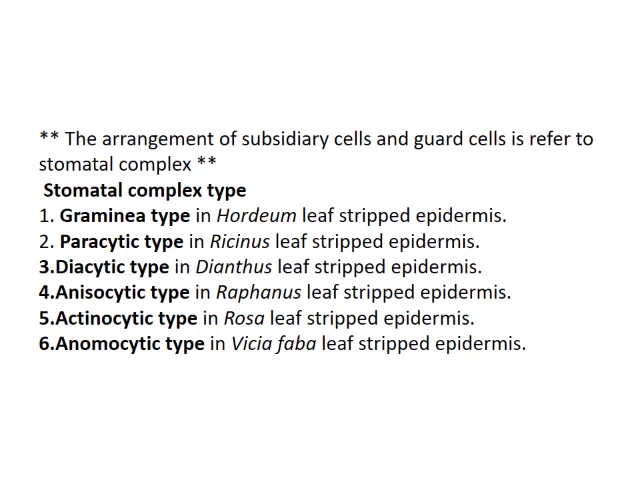 ** The arrangement of subsidiary cells and guard cells is refer to
stomatal complex **
Stomatal complex type
1. Graminea type in Hordeum leaf stripped epidermis.
2. Paracytic type in Ricinus leaf stripped epidermis.
3.Diacytic type in Dianthus leaf stripped epidermis.
4.Anisocytic type in Raphanus leaf stripped epidermis.
5.Actinocytic type in Rosa leaf stripped epidermis.
6.Anomocytic type in Vicia faba leaf stripped epidermis.